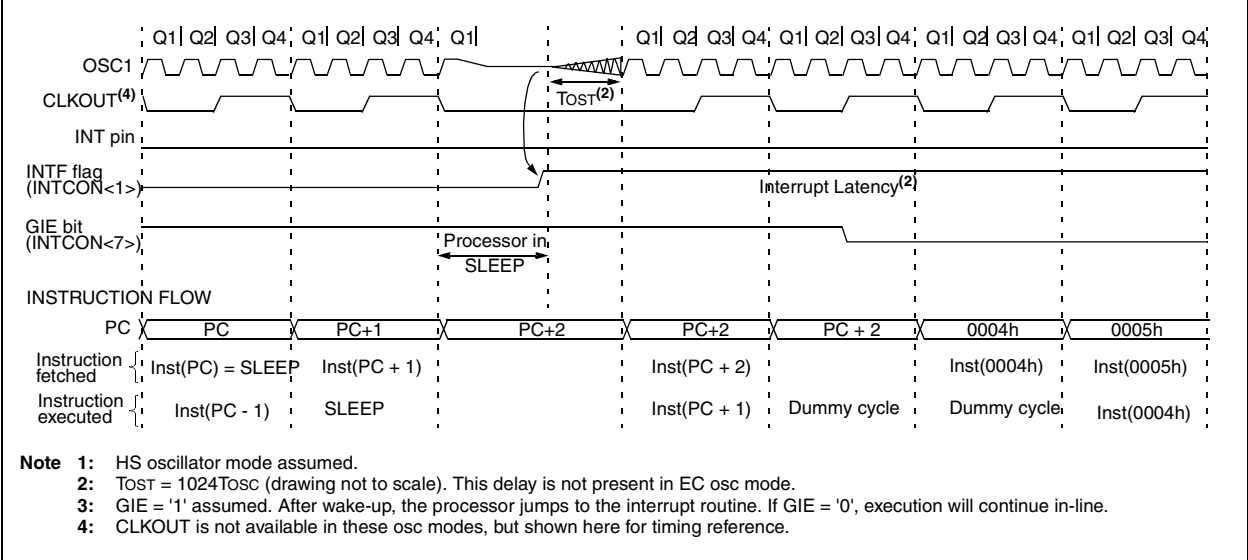 Q1 Q2 Q3 Q4 Q1 Q2 Q3 Q4 Q1 Q1 Q2 Q3 Q4 Q1 Q2 Q3 Q4 Q1 Q2 Q3 Q4 Q1 Q2 Q3 Q4
OSC1
TOST(2)
CLKOUT(4)
INT pin
INTF flag
(INTCON<1>)
Interrupt Latency(2)
GIE bit
(INTCON<7>)
Processor in
SLEEP
INSTRUCTION FLOW
PC PC PC+1 PC+2 PC+2 PC + 2 0004h 0005h
Instruction
fetched
Inst(PC) = SLEEP Inst(PC + 1) Inst(PC + 2) Inst(0004h) Inst(0005h)
Instruction
executed
Inst(PC - 1) SLEEP Inst(PC + 1) Dummy cycle Dummy cycle Inst(0004h)
Note 1: HS oscillator mode assumed.
2: TOST = 1024TOSC (drawing not to scale). This delay is not present in EC osc mode.
3: GIE = '1' assumed. After wake-up, the processor jumps to the interrupt routine. If GIE = '0', execution will continue in-line.
4: CLKOUT is not available in these osc modes, but shown here for timing reference.